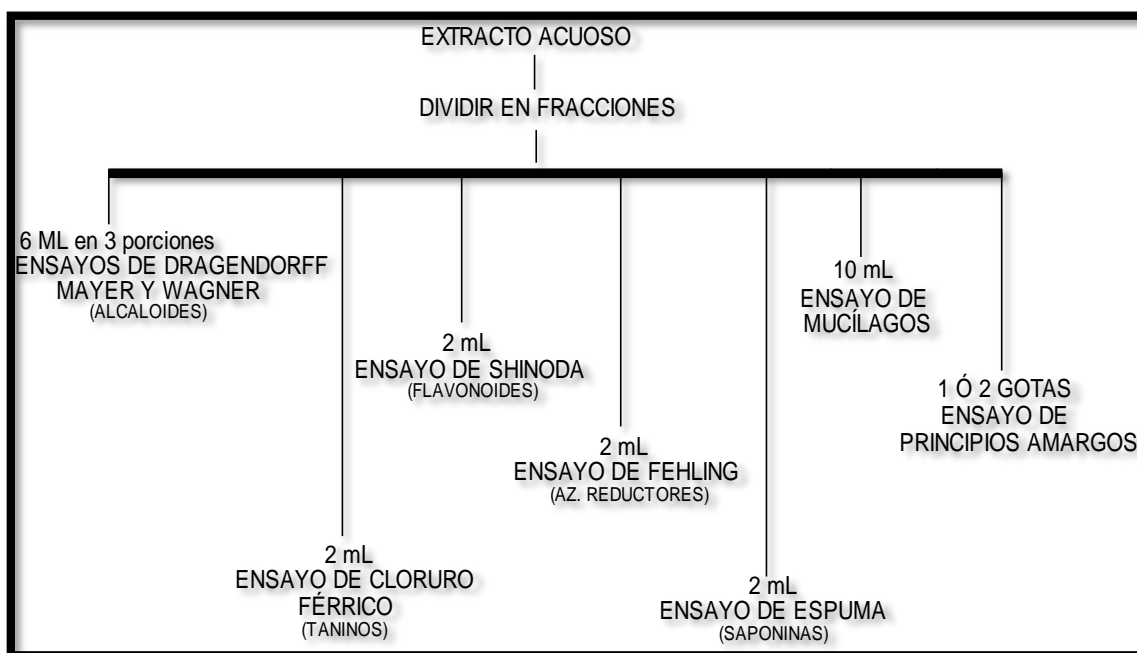 EXTRACTO ACUOSO
DIVIDIR EN FRACCIONES
6 ML en 3 porciones
ENSAYOS DE DRAGENDORFF
MAYER Y WAGNER
(ALCALOIDES)
2 mL
ENSAYO DE CLORURO
FÉRRICO
(TANINOS)
2 mL
ENSAYO DE SHINODA
(FLAVONOIDES)
2 mL
ENSAYO DE FEHLING
(AZ. REDUCTORES)
2 mL
ENSAYO DE ESPUMA
(SAPONINAS)
10 mL
ENSAYO DE
MUCÍLAGOS
1 Ó 2 GOTAS
ENSAYO DE
PRINCIPIOS AMARGOS